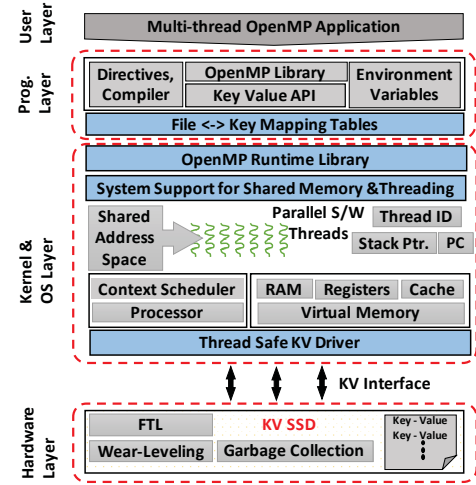 User
Layer
Multi-thread OpenMP Application
Prog.
Layer
Directives,
Compiler
OpenMP Library
Key Value API
Environment
Variables
File <-> Key Mapping Tables
Kernel &
OS Layer
OpenMP Runtime Library
System Support for Shared Memory &Threading
Shared
Address
Space
Parallel S/W
Threads
Thread ID
Stack Ptr.
PC
Context Scheduler
Processor
RAM
Registers
Cache
Virtual Memory
Thread Safe KV Driver
KV Interface
Hardware
Layer
FTL
KV SSD
Wear-Leveling
Garbage Collection
Key - Value
Key - Value